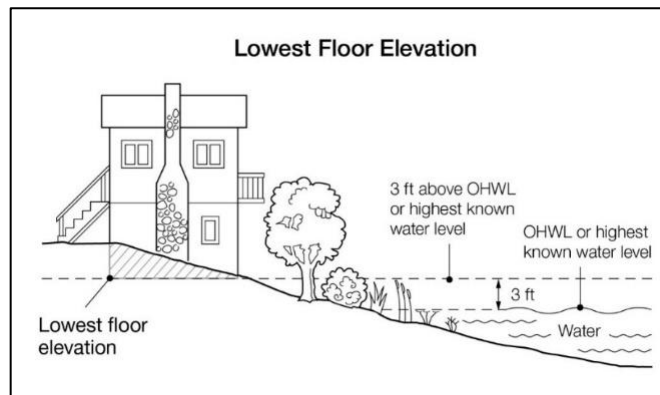 Lowest Floor Elevation
3 ft above OHWL
or highest known
water level
OHWL or highest
known water level
3 ft
Water
Lowest floor
elevation